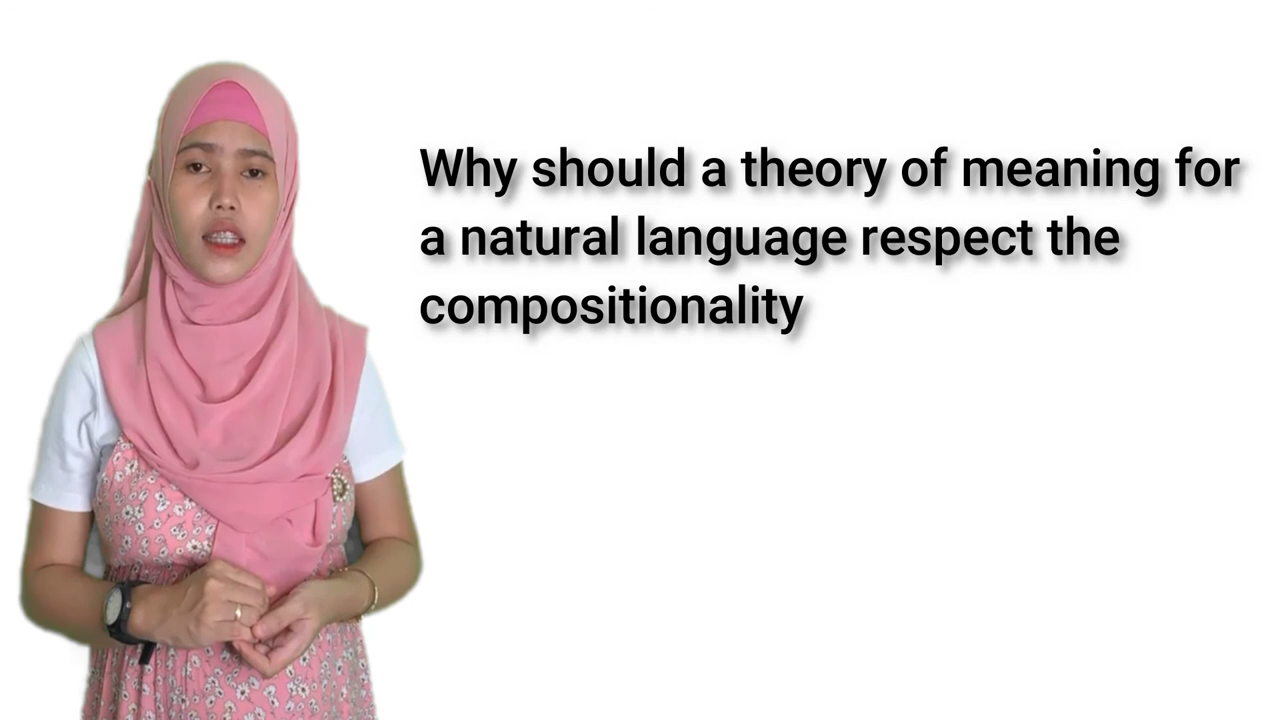 Why should a theory of meaning for
a natural language respect the
compositionality